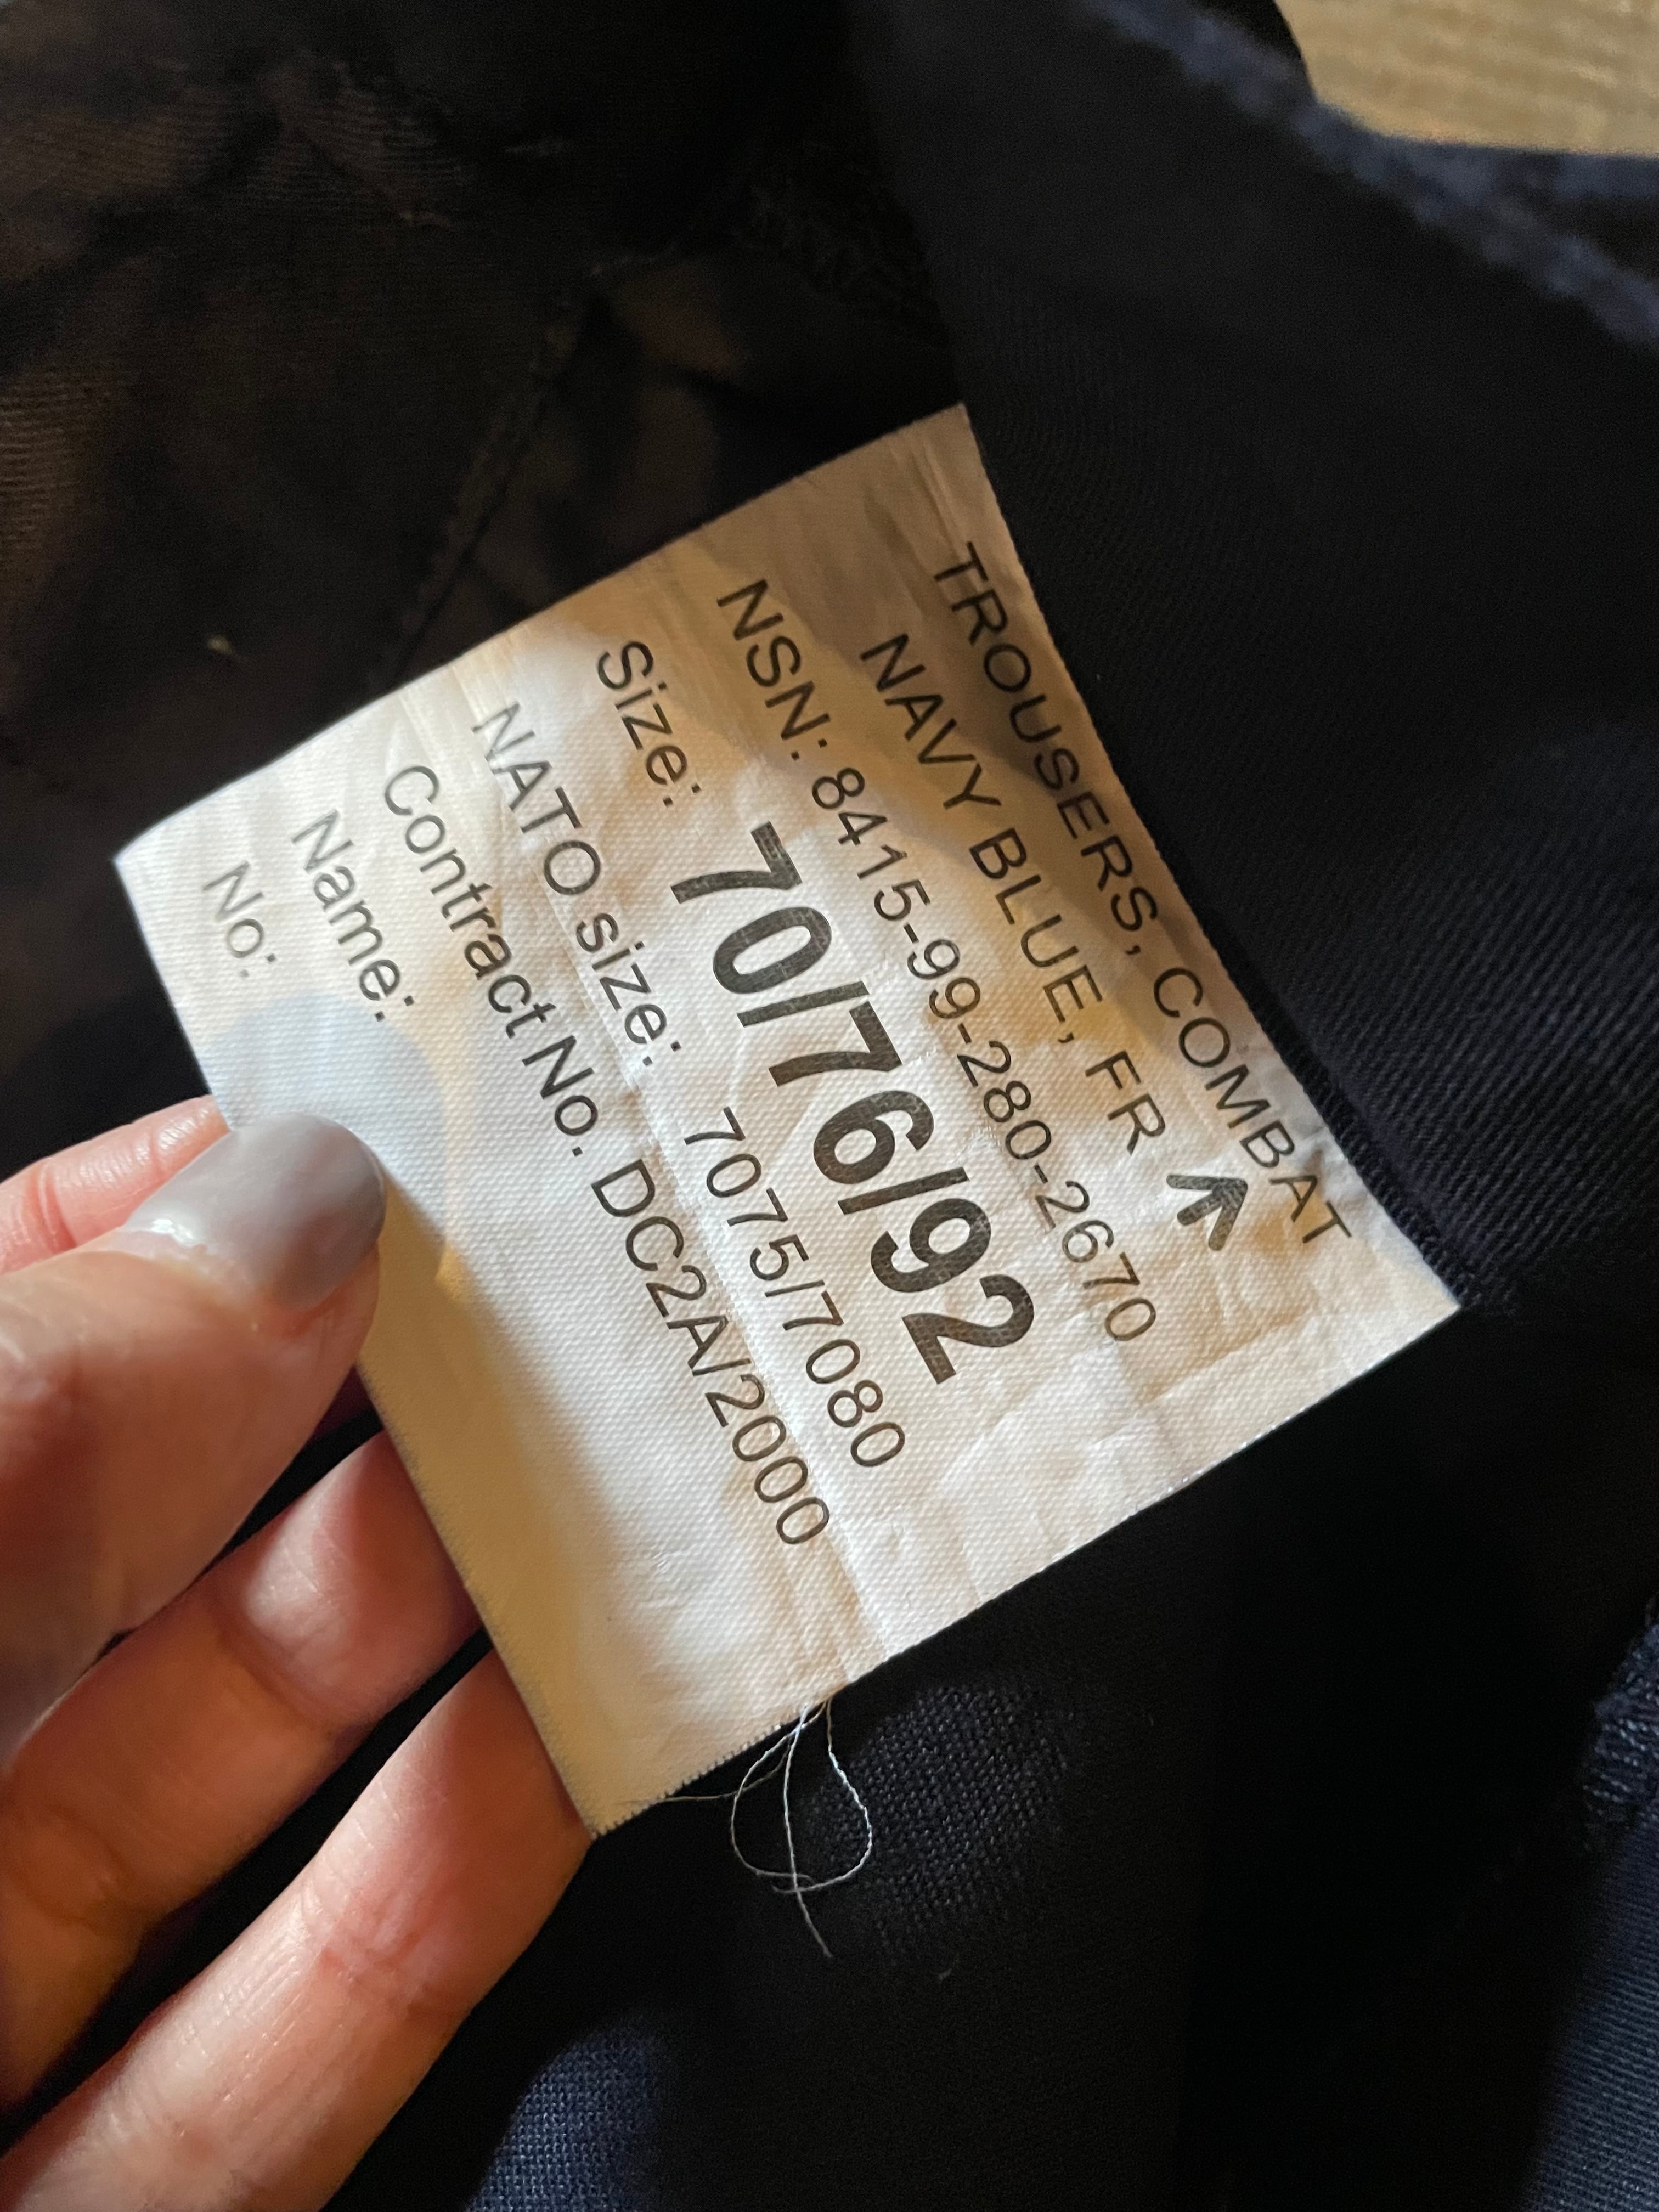 TROUSERS, COMBAT
NAVY BLUE, FR
NSN: 8415-99-280-2670
Size: 70/76/92
NATO size: 7075/7080
Contract No. DC2A/2000
Name:
No: